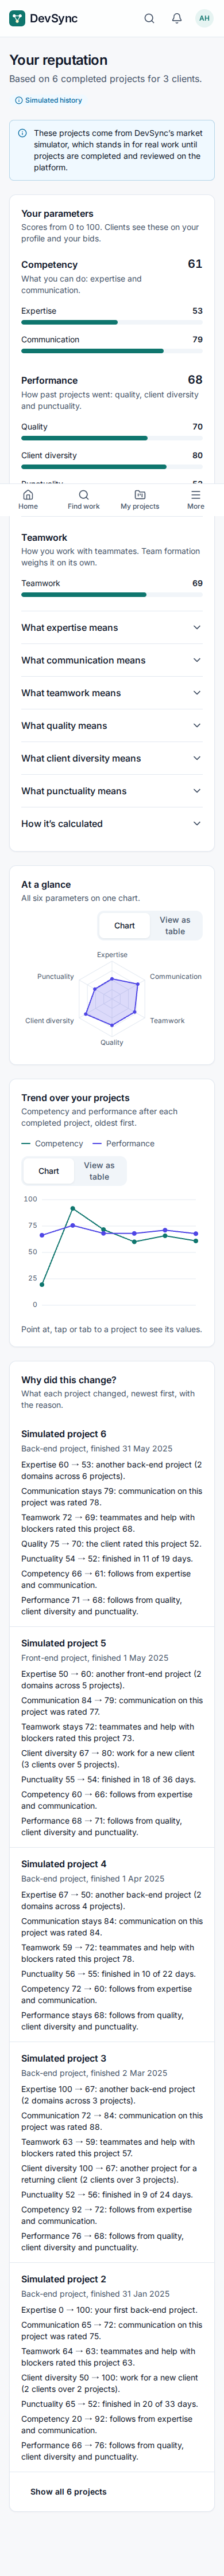 DevSync
AH
Your reputation
Based on 6 completed projects for 3 clients.
Simulated history
These projects come from DevSync's market
simulator, which stands in for real work until
projects are completed and reviewed on the
platform.
Your parameters
Scores from 0 to 100. Clients see these on your
profile and your bids.
Competency 61
What you can do: expertise and
communication.
Expertise 53
Communication 79
Performance 68
How past projects went: quality, client diversity
and punctuality.
Quality 70
Client diversity 80
Home Find work My projects More
Teamwork
How you work with teammates. Team formation
weighs it on its own.
Teamwork 69
What expertise means
What communication means
What teamwork means
What quality means
What client diversity means
What punctuality means
How it's calculated
At a glance
All six parameters on one chart.
Chart
View as
table
Expertise
Punctuality Communication
Client diversity Teamwork
Quality
Trend over your projects
Competency and performance after each
completed project, oldest first.
Competency Performance
Chart
View as
table
100
75
50
25
0
Point at, tap or tab to a project to see its values.
Why did this change?
What each project changed, newest first, with
the reason.
Simulated project 6
Back-end project, finished 31 May 2025
Expertise 60 → 53: another back-end project (2
domains across 6 projects).
Communication stays 79: communication on this
project was rated 78.
Teamwork 72 → 69: teammates and help with
blockers rated this project 68.
Quality 75 → 70: the client rated this project 52.
Punctuality 54 → 52: finished in 11 of 19 days.
Competency 66 → 61: follows from expertise
and communication.
Performance 71 → 68: follows from quality,
client diversity and punctuality.
Simulated project 5
Front-end project, finished 1 May 2025
Expertise 50 → 60: another front-end project (2
domains across 5 projects).
Communication 84 → 79: communication on this
project was rated 77.
Teamwork stays 72: teammates and help with
blockers rated this project 73.
Client diversity 67 → 80: work for a new client
(3 clients over 5 projects).
Punctuality 55 → 54: finished in 18 of 36 days.
Competency 60 → 66: follows from expertise
and communication.
Performance 68 → 71: follows from quality,
client diversity and punctuality.
Simulated project 4
Back-end project, finished 1 Apr 2025
Expertise 67 → 50: another back-end project (2
domains across 4 projects).
Communication stays 84: communication on this
project was rated 84.
Teamwork 59 → 72: teammates and help with
blockers rated this project 78.
Punctuality 56 → 55: finished in 10 of 22 days.
Competency 72 → 60: follows from expertise
and communication.
Performance stays 68: follows from quality,
client diversity and punctuality.
Simulated project 3
Back-end project, finished 2 Mar 2025
Expertise 100 → 67: another back-end project
(2 domains across 3 projects).
Communication 72 → 84: communication on this
project was rated 88.
Teamwork 63 → 59: teammates and help with
blockers rated this project 57.
Client diversity 100 → 67: another project for a
returning client (2 clients over 3 projects).
Punctuality 52 → 56: finished in 9 of 24 days.
Competency 92 → 72: follows from expertise
and communication.
Performance 76 → 68: follows from quality,
client diversity and punctuality.
Simulated project 2
Back-end project, finished 31 Jan 2025
Expertise 0 → 100: your first back-end project.
Communication 65 → 72: communication on this
project was rated 75.
Teamwork 64 → 63: teammates and help with
blockers rated this project 63.
Client diversity 50 → 100: work for a new client
(2 clients over 2 projects).
Punctuality 65 → 52: finished in 20 of 33 days.
Competency 20 → 92: follows from expertise
and communication.
Performance 66 → 76: follows from quality,
client diversity and punctuality.
Show all 6 projects